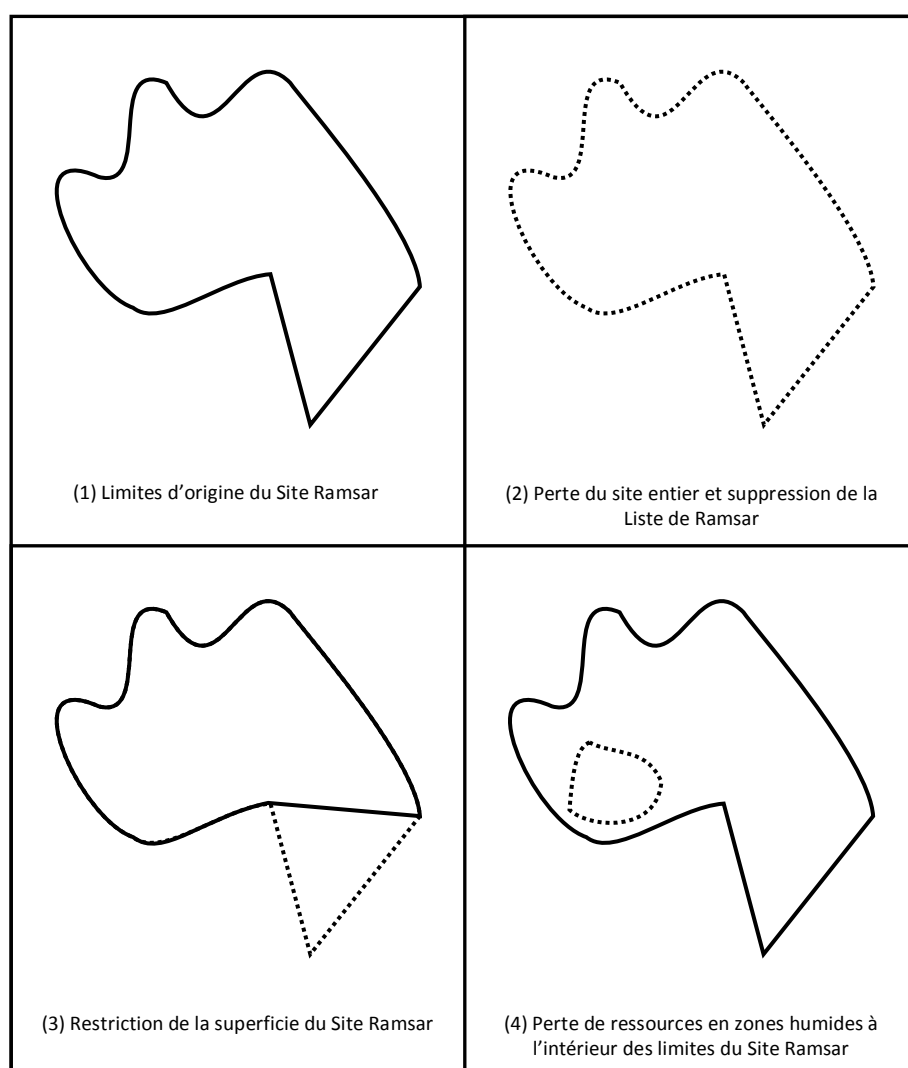 (1) Limites d’origine du Site Ramsar
(2) Perte du site entier et suppression de la
Liste de Ramsar
(3) Restriction de la superficie du Site Ramsar
(4) Perte de ressources en zones humides à
l’intérieur des limites du Site Ramsar